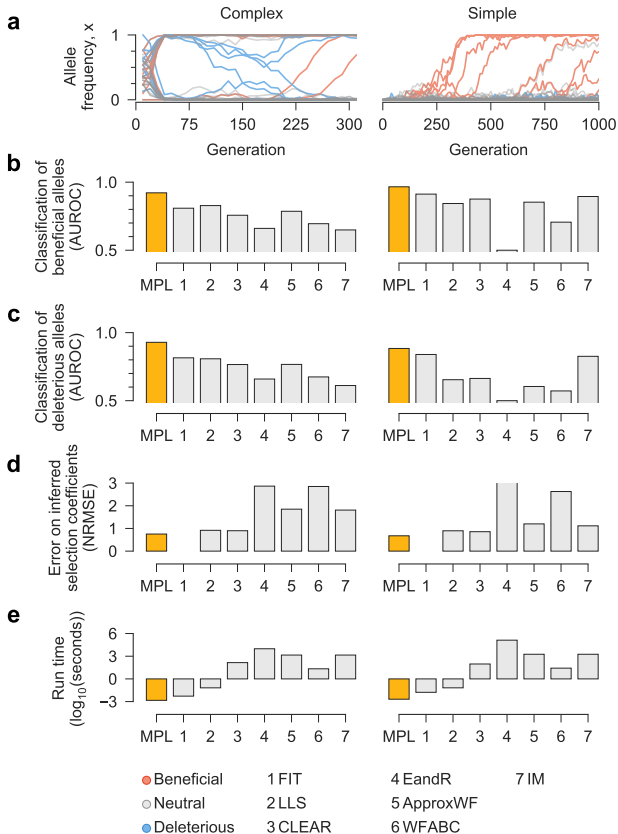 a
Complex
Simple
Allele
frequency, x
1
0
0 75 150 225 300
0 250 500 750 1000
Generation
Generation
b
Classification of
beneficial alleles
(AUROC)
1.0
0.5
MPL 1 2 3 4 5 6 7
MPL 1 2 3 4 5 6 7
c
Classification of
deleterious alleles
(AUROC)
1.0
0.5
MPL 1 2 3 4 5 6 7
MPL 1 2 3 4 5 6 7
d
Error on inferred
selection coefficients
(NRMSE)
3
2
1
0
MPL 1 2 3 4 5 6 7
MPL 1 2 3 4 5 6 7
e
Run time
(log10(seconds))
6
3
0
−3
MPL 1 2 3 4 5 6 7
MPL 1 2 3 4 5 6 7
Beneficial 1 FIT 4 EandR 7 IM
Neutral 2 LLS 5 ApproxWF
Deleterious 3 CLEAR 6 WFABC